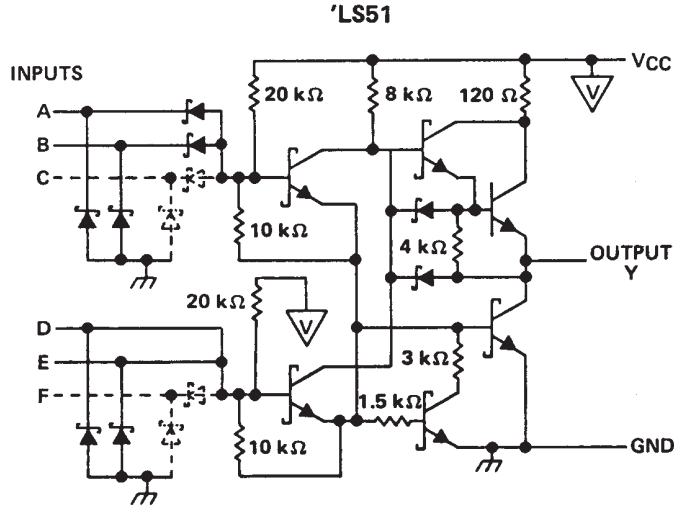 'LS51
INPUTS
VCC
20 kΩ
8 kΩ
120 Ω
V
A
B
C
10 kΩ
4 kΩ
OUTPUT
Y
20 kΩ
V
D
E
F
3 kΩ
1.5 kΩ
10 kΩ
GND